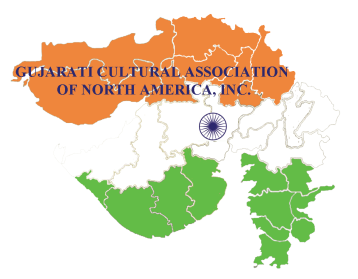 GUJARATI CULTURAL ASSOCIATION
OF NORTH AMERICA, INC.